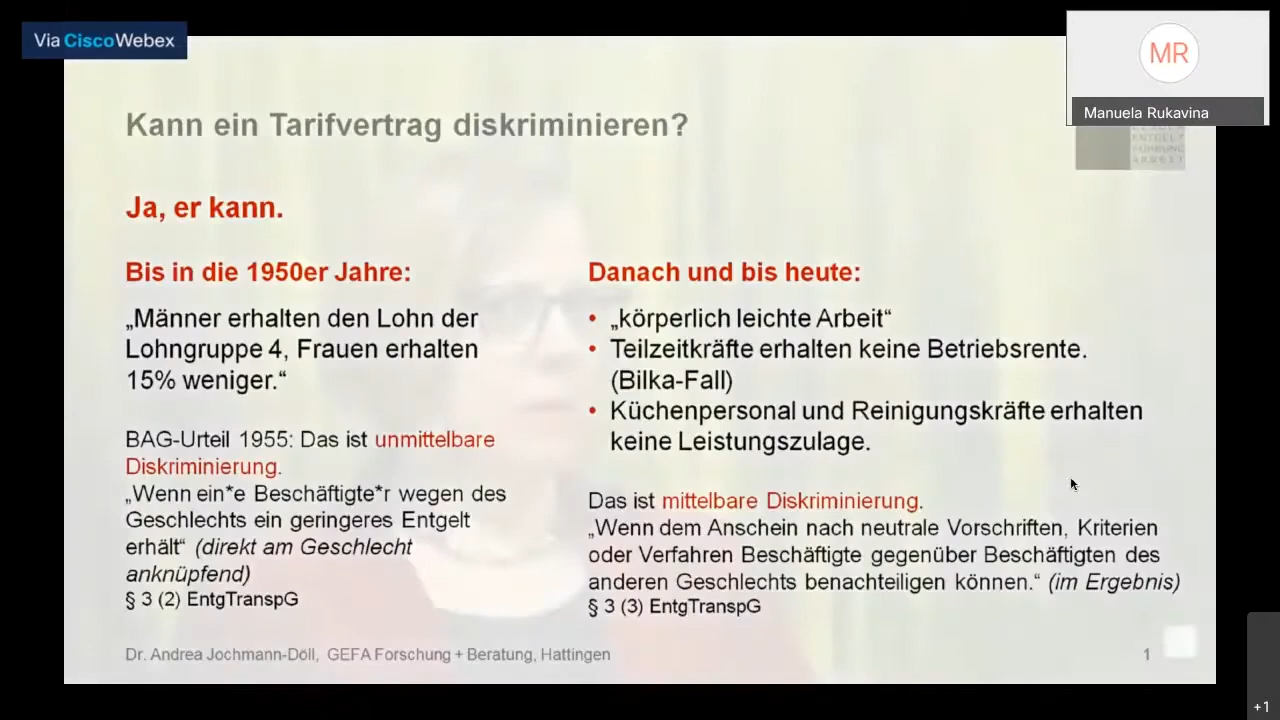 Via Cisco Webex
MR
Manuela Rukavina
ENTGELT
FÜHRUNG
ARBEIT
Kann ein Tarifvertrag diskriminieren?
Ja, er kann.
Bis in die 1950er Jahre:
„Männer erhalten den Lohn der
Lohngruppe 4, Frauen erhalten
15% weniger.“
BAG-Urteil 1955: Das ist unmittelbare
Diskriminierung.
„Wenn ein*e Beschäftigte*r wegen des
Geschlechts ein geringeres Entgelt
erhält“ (direkt am Geschlecht
anknüpfend)
§ 3 (2) EntgTranspG
Danach und bis heute:
• „körperlich leichte Arbeit“
• Teilzeitkräfte erhalten keine Betriebsrente.
(Bilka-Fall)
• Küchenpersonal und Reinigungskräfte erhalten
keine Leistungszulage.
Das ist mittelbare Diskriminierung.
„Wenn dem Anschein nach neutrale Vorschriften, Kriterien
oder Verfahren Beschäftigte gegenüber Beschäftigten des
anderen Geschlechts benachteiligen können.“ (im Ergebnis)
§ 3 (3) EntgTranspG
Dr. Andrea Jochmann-Döll, GEFA Forschung + Beratung, Hattingen
1
+1